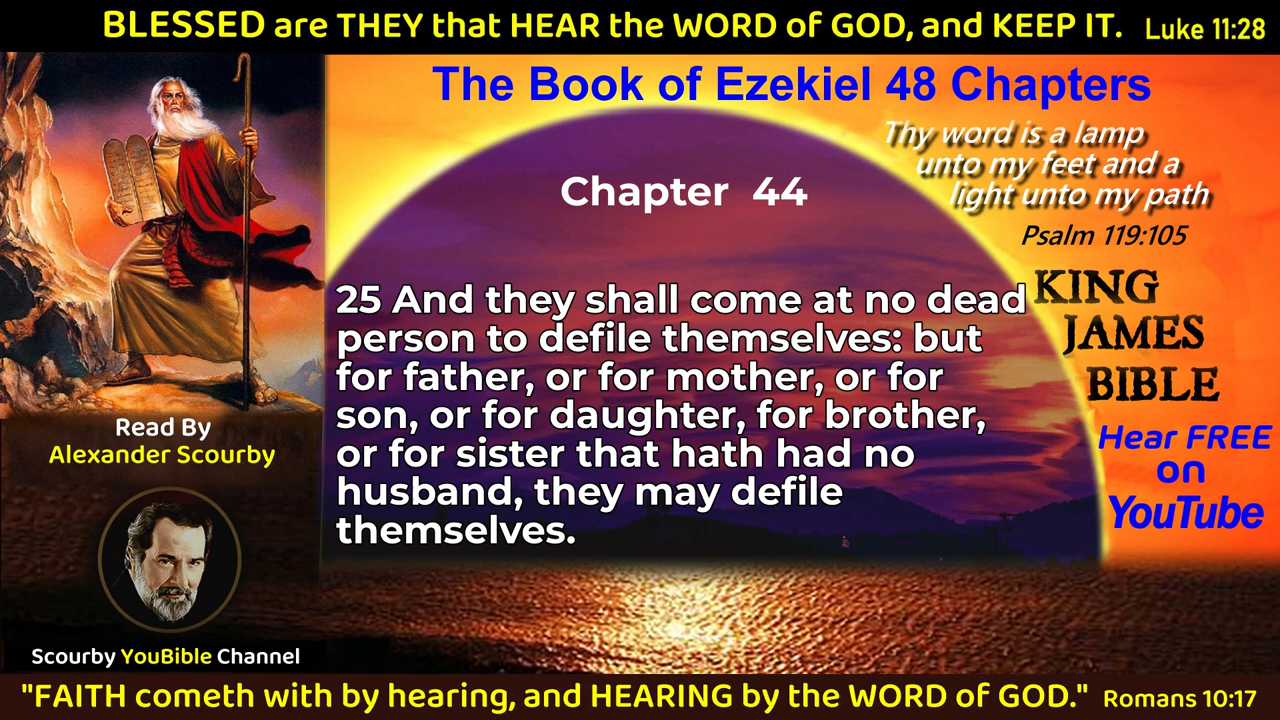 BLESSED are THEY that HEAR the WORD of GOD, and KEEP IT. Luke 11:28
The Book of Ezekiel 48 Chapters
Thy word is a lamp
unto my feet and a
light unto my path
Psalm 119:105
Chapter 44
25 And they shall come at no dead
person to defile themselves: but
for father, or for mother, or for
son, or for daughter, for brother,
or for sister that hath had no
husband, they may defile
themselves.
KING
JAMES
BIBLE
Hear FREE
on
YouTube
Read By
Alexander Scourby
Scourby YouBible Channel
"FAITH cometh with by hearing, and HEARING by the WORD of GOD." Romans 10:17